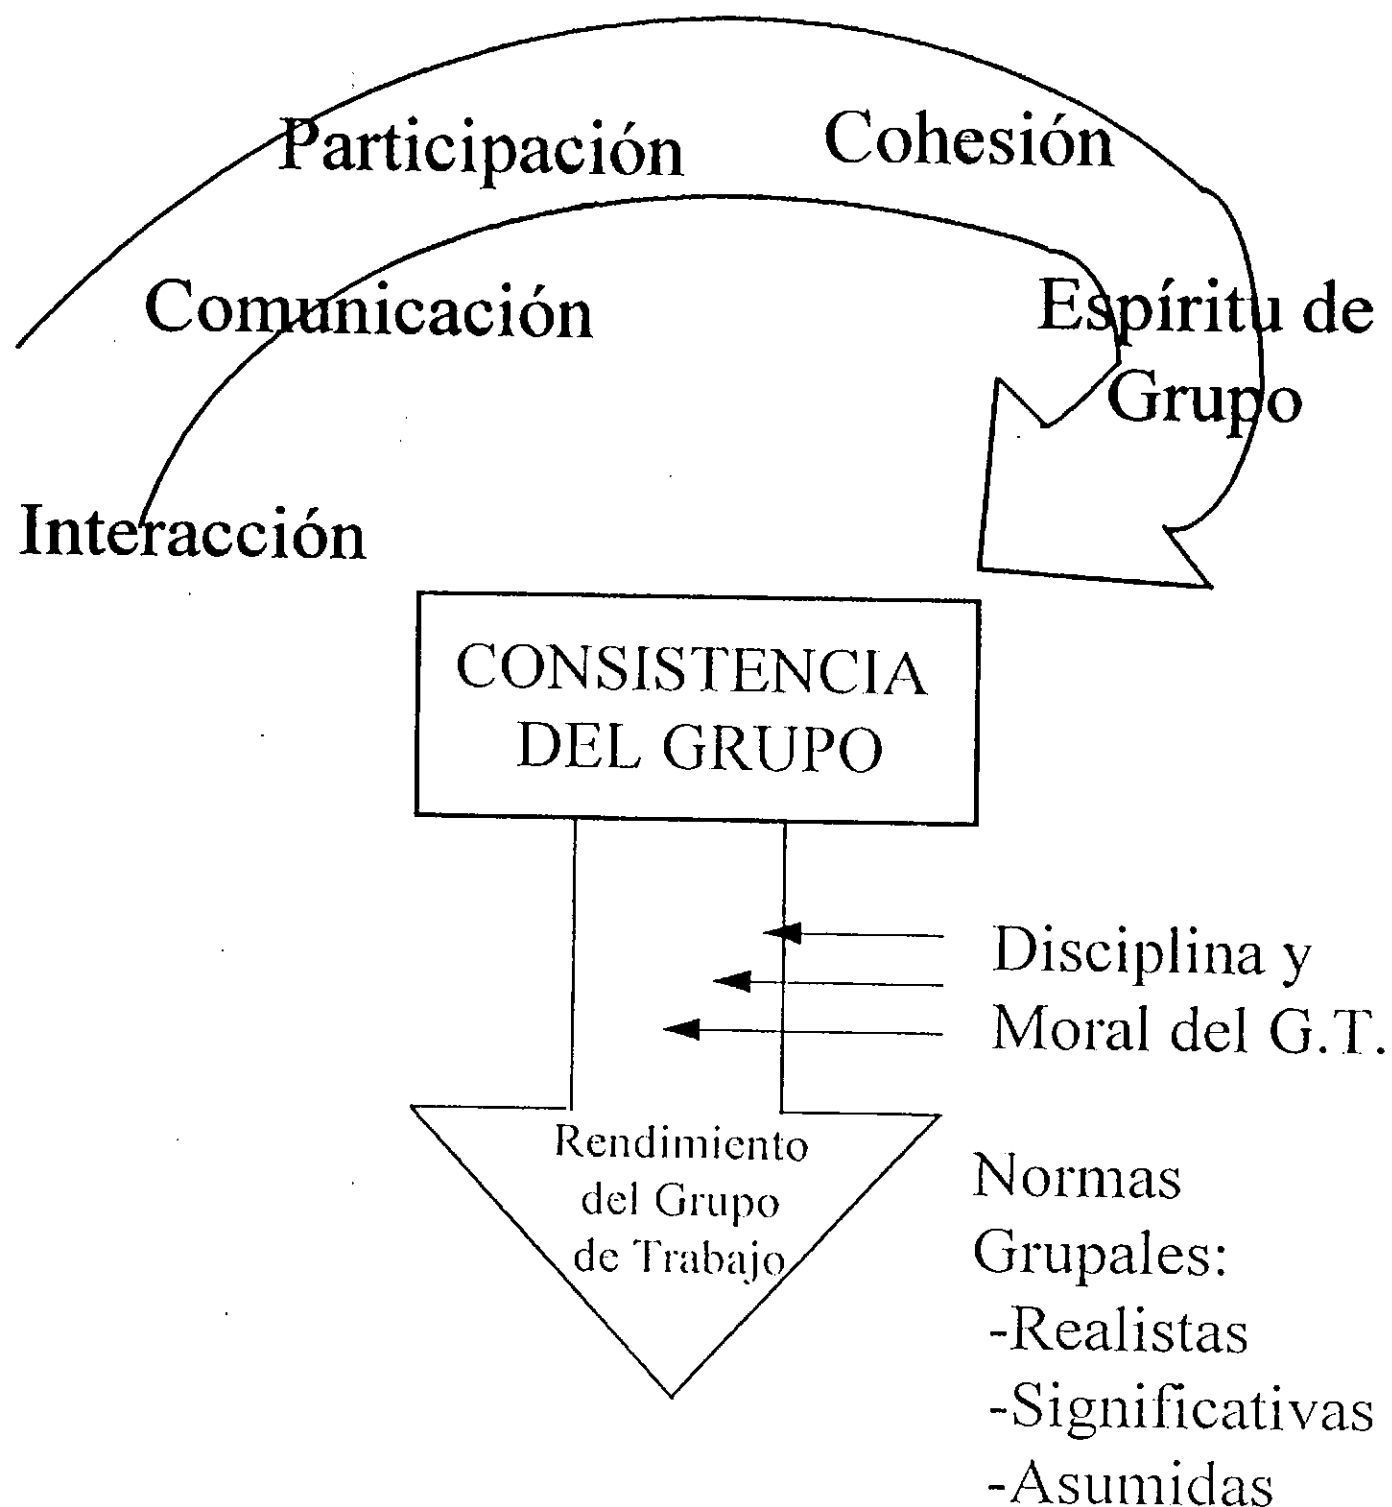 Participación
Cohesión
Comunicación
Espíritu de
Grupo
Interacción
CONSISTENCIA
DEL GRUPO
Disciplina y
Moral del G.T.
Rendimiento
del Grupo
de Trabajo
Normas
Grupales:
-Realistas
-Significativas
-Asumidas